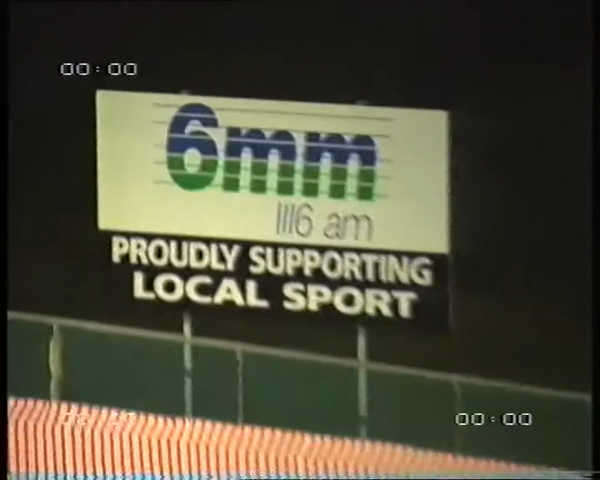 00:00
6mm
1116 am
PROUDLY SUPPORTING
LOCAL SPORT
00:00